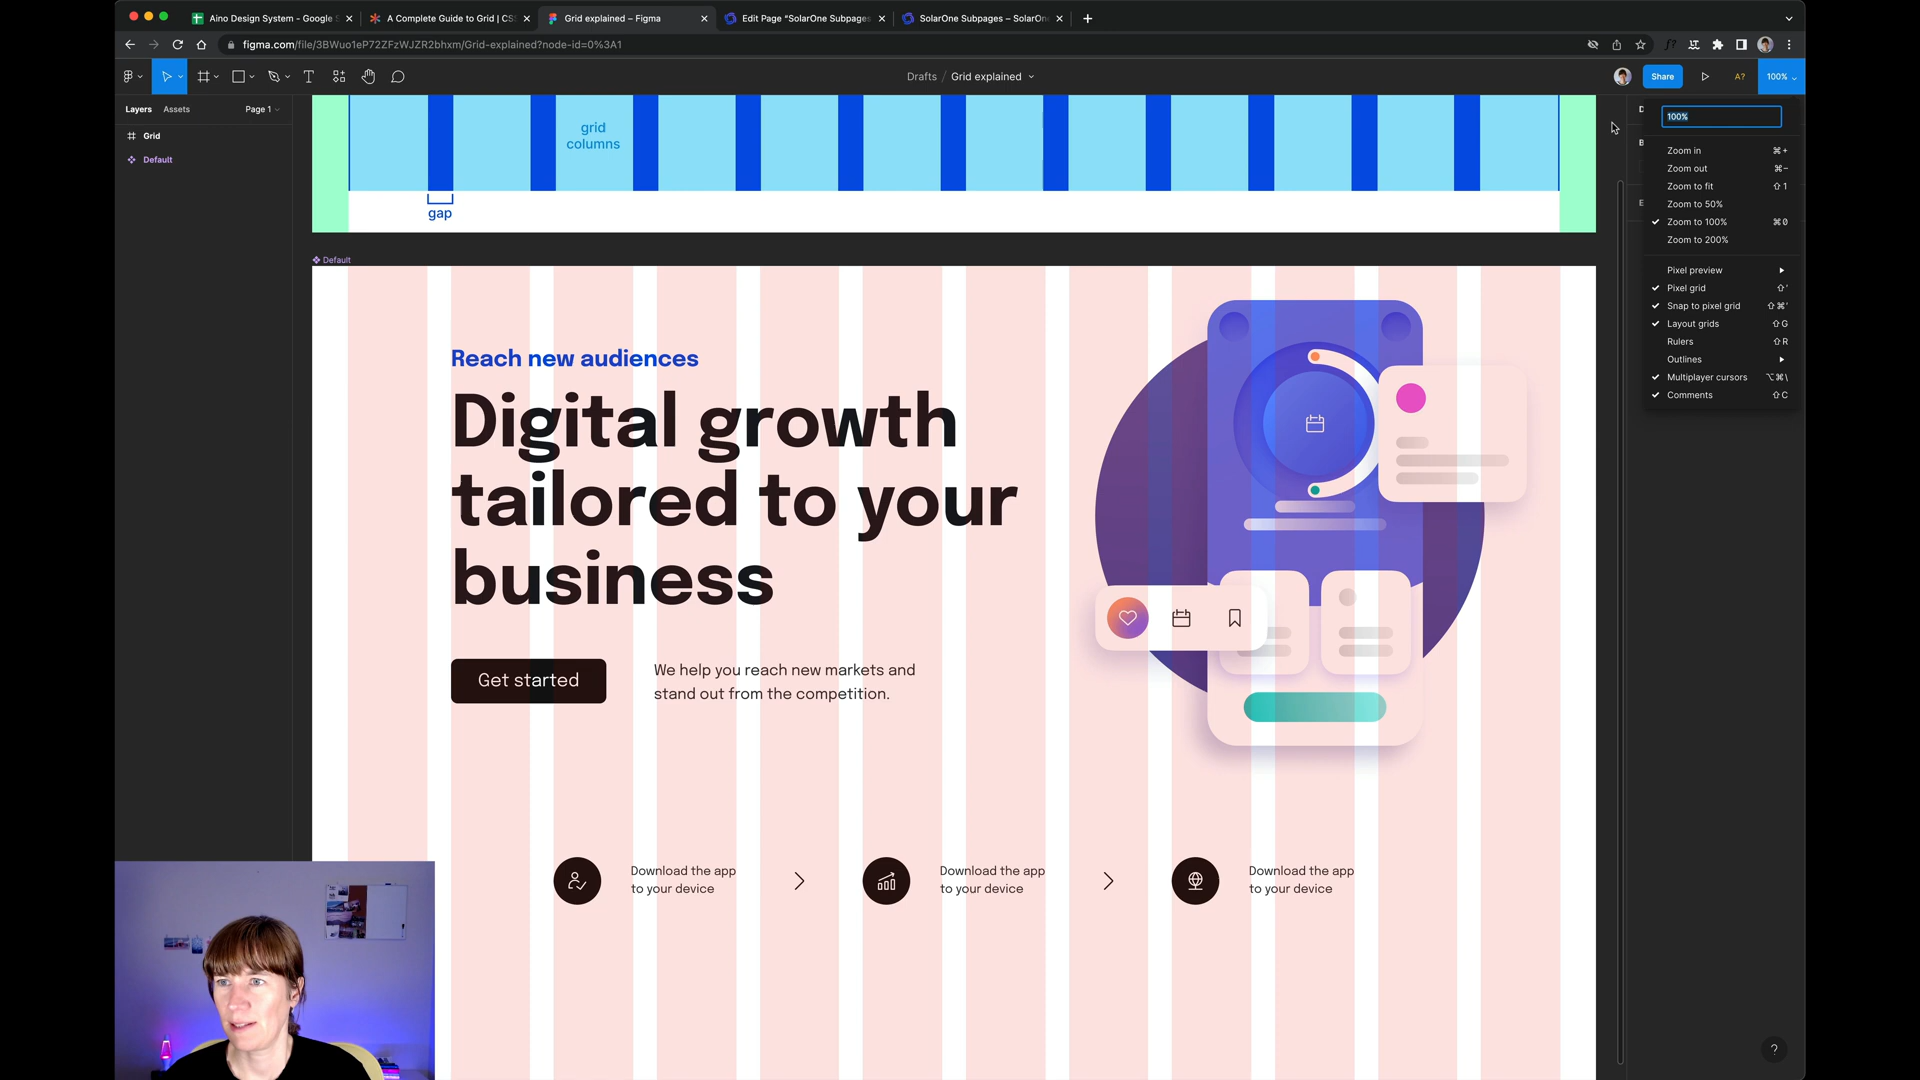 Aino Design System - Google S
A Complete Guide to Grid | CSS
Grid explained – Figma
Edit Page “SolarOne Subpages
SolarOne Subpages – SolarOn
figma.com/file/3BWuo1eP72ZFzWJZR2bhxm/Grid-explained?node-id=0%3A1
Drafts / Grid explained
Share
A?
100%
Layers
Assets
Page 1
Grid
Default
100%
Zoom in ⌘+
Zoom out ⌘−
Zoom to fit ⇧1
Zoom to 50%
Zoom to 100% ⌘0
Zoom to 200%
Pixel preview
Pixel grid ⇧'
Snap to pixel grid ⇧⌘'
Layout grids ⇧G
Rulers ⇧R
Outlines
Multiplayer cursors ⌥⌘\
Comments ⇧C
grid
columns
gap
Default
Reach new audiences
Digital growth
tailored to your
business
Get started
We help you reach new markets and
stand out from the competition.
Download the app
to your device
Download the app
to your device
Download the app
to your device
?